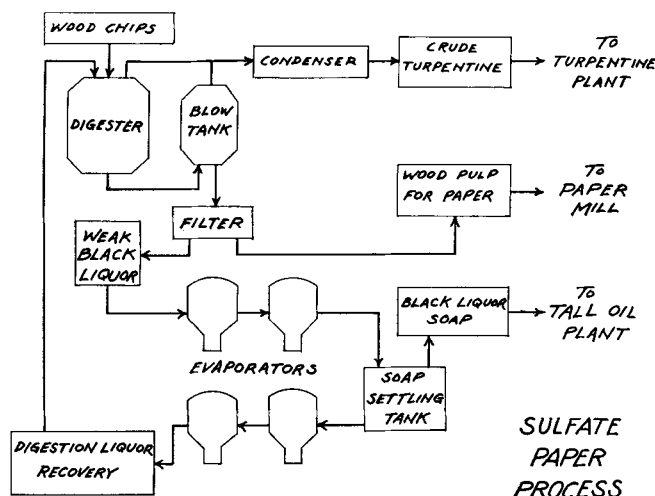 WOOD CHIPS
DIGESTER
BLOW
TANK
CONDENSER
CRUDE
TURPENTINE
TO
TURPENTINE
PLANT
WOOD PULP
FOR PAPER
TO
PAPER
MILL
FILTER
WEAK
BLACK
LIQUOR
BLACK LIQUOR
SOAP
TO
TALL OIL
PLANT
EVAPORATORS
SOAP
SETTLING
TANK
DIGESTION LIQUOR
RECOVERY
SULFATE
PAPER
PROCESS